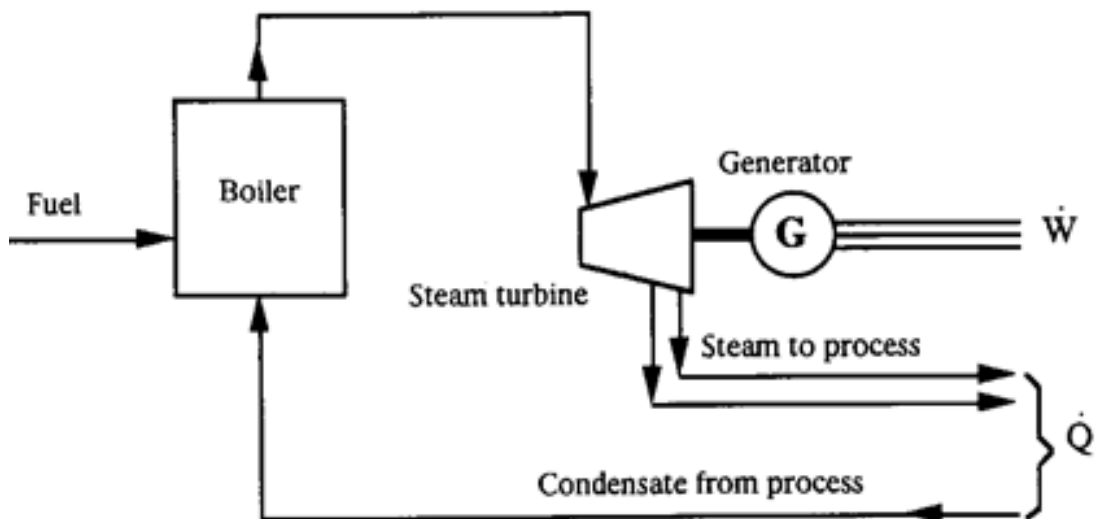 Generator
Boiler
Fuel
G
Ẇ
Steam turbine
Steam to process
Q̇
Condensate from process